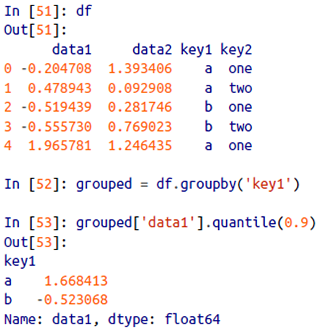 In [51]: df
Out[51]:
data1 data2 key1 key2
0 -0.204708 1.393406 a one
1 0.478943 0.092908 a two
2 -0.519439 0.281746 b one
3 -0.555730 0.769023 b two
4 1.965781 1.246435 a one
In [52]: grouped = df.groupby('key1')
In [53]: grouped['data1'].quantile(0.9)
Out[53]:
key1
a 1.668413
b -0.523068
Name: data1, dtype: float64